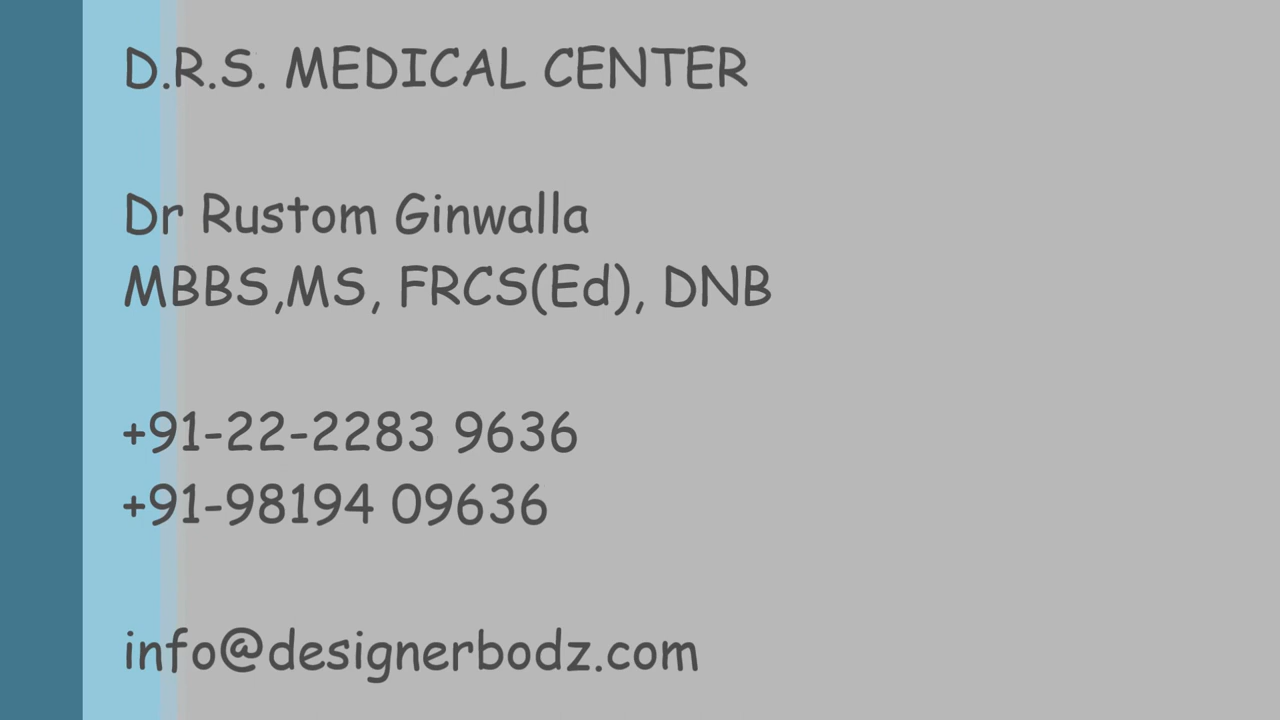 D.R.S. MEDICAL CENTER
Dr Rustom Ginwalla
MBBS,MS, FRCS(Ed), DNB
+91-22-2283 9636
+91-98194 09636
info@designerbodz.com